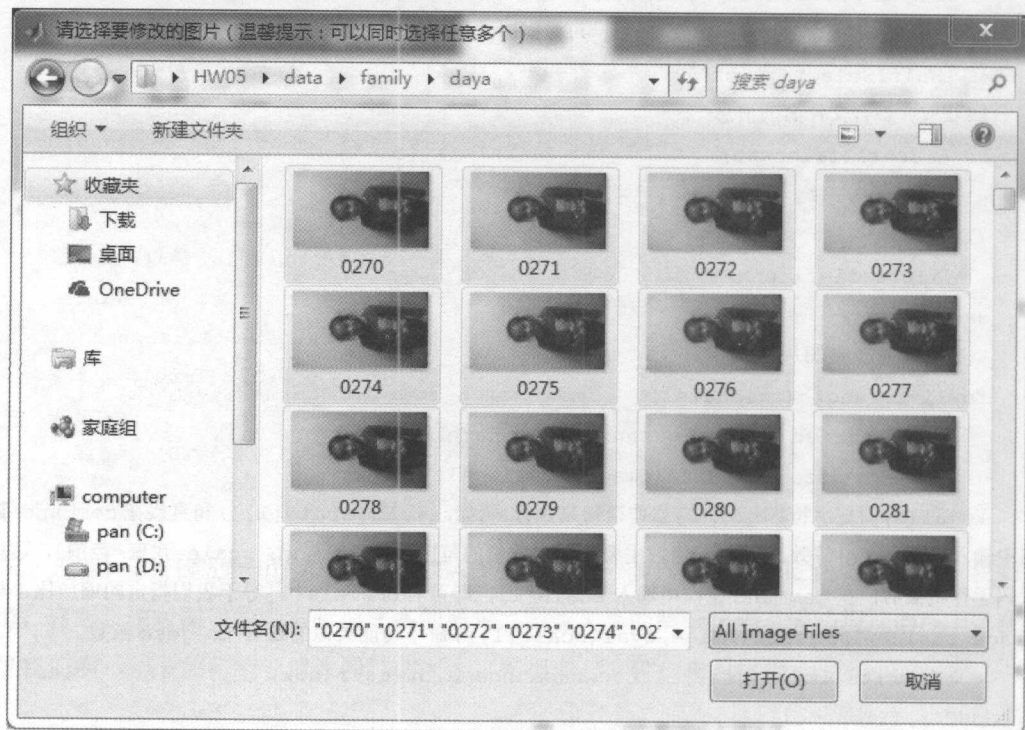 请选择要修改的图片（温馨提示：可以同时选择任意多个）
HW05 data family daya
搜索 daya
组织
新建文件夹
收藏夹
下载
桌面
OneDrive
库
家庭组
computer
pan (C:)
pan (D:)
0270 0271 0272 0273
0274 0275 0276 0277
0278 0279 0280 0281
文件名(N): "0270" "0271" "0272" "0273" "0274" "02
All Image Files
打开(O)
取消